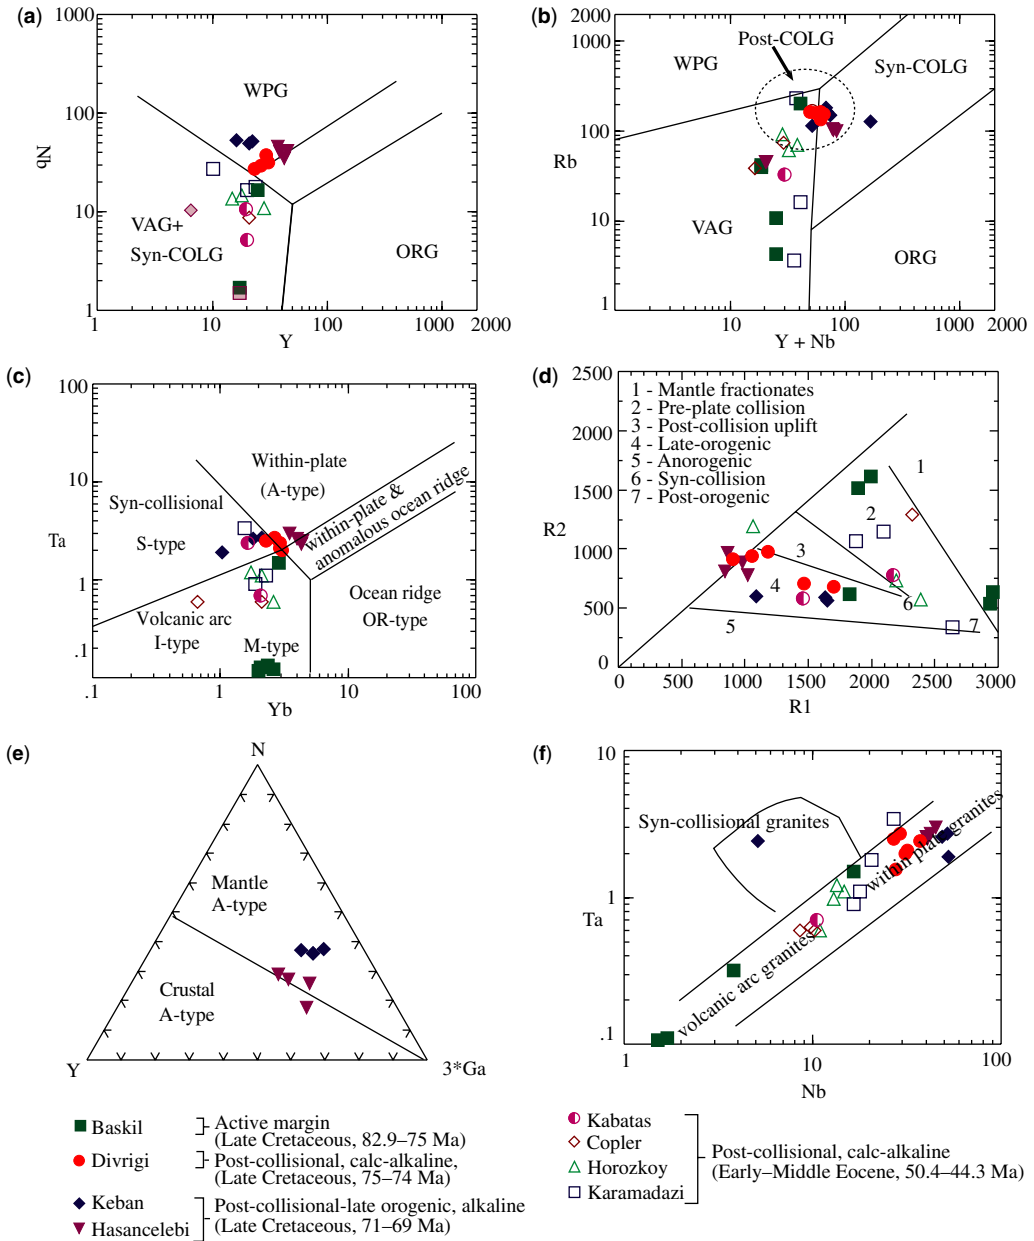 (a)
1000
100
10
1
Nb
WPG
VAG+
Syn-COLG
ORG
1
10
100
1000
2000
Y
(b)
2000
1000
100
10
1
Rb
Post-COLG
WPG
Syn-COLG
VAG
ORG
10
100
1000
2000
Y + Nb
(c)
100
10
1
.1
Ta
Within-plate
(A-type)
Syn-collisional
S-type
within-plate &
anomalous ocean ridge
Ocean ridge
OR-type
Volcanic arc
I-type
M-type
.1
1
10
100
Yb
(d)
2500
2000
1500
1000
500
0
R2
1 - Mantle fractionates
2 - Pre-plate collision
3 - Post-collision uplift
4 - Late-orogenic
5 - Anorogenic
6 - Syn-collision
7 - Post-orogenic
1
2
3
4
5
6
7
0
500
1000
1500
2000
2500
3000
R1
(e)
N
Mantle
A-type
Crustal
A-type
Y
3*Ga
(f)
10
1
.1
Ta
Syn-collisional granites
within plate granites
volcanic arc granites
1
10
100
Nb
Baskil
Active margin
(Late Cretaceous, 82.9–75 Ma)
Divrigi
Post-collisional, calc-alkaline,
(Late Cretaceous, 75–74 Ma)
Keban
Hasancelebi
Post-collisional-late orogenic, alkaline
(Late Cretaceous, 71–69 Ma)
Kabatas
Copler
Horozkoy
Karamadazi
Post-collisional, calc-alkaline
(Early–Middle Eocene, 50.4–44.3 Ma)